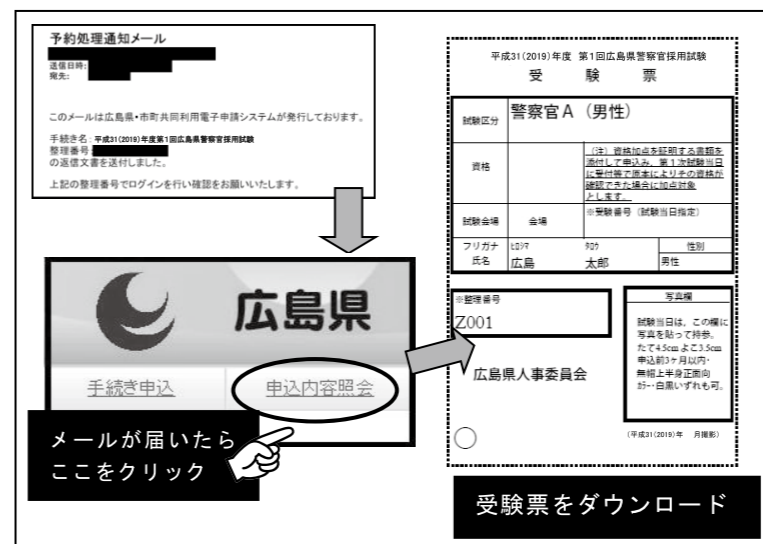 予約処理通知メール
送信日時:
宛先:
このメールは広島県・市町共同利用電子申請システムが発行しております。
手続き名:平成31(2019)年度第1回広島県警察官採用試験
整理番号:
の返信文書を送付しました。
上記の整理番号でログインを行い確認をお願いいたします。
広島県
手続き申込
申込内容照会
メールが届いたら
ここをクリック
平成31(2019)年度 第1回広島県警察官採用試験
受験票
試験区分
警察官A(男性)
資格
(注)資格加点を証明する書類を
添付して申込み、第1次試験当日
に受付等で原本によりその資格が
確認できた場合に加点対象
とします。
試験会場
会場
※受験番号(試験当日指定)
フリガナ
ヒロシマ
タロウ
性別
氏名
広島
太郎
男性
※整理番号
Z001
広島県人事委員会
写真欄
試験当日は、この欄に
写真を貼って持参。
たて4.5cmよこ3.5cm
申込前3ヶ月以内・
無帽上半身正面向
カラー・白黒いずれも可。
(平成31(2019)年 月撮影)
受験票をダウンロード